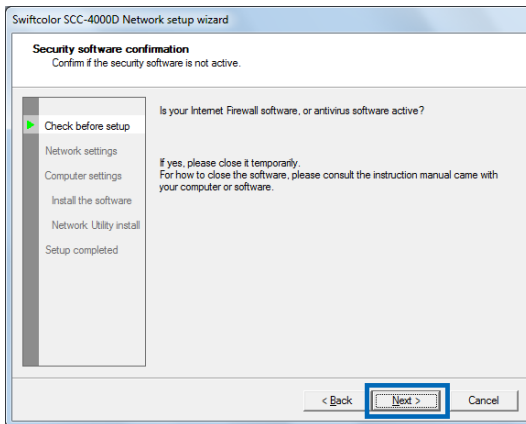 Swiftcolor SCC-4000D Network setup wizard
Security software confirmation
Confirm if the security software is not active.
Check before setup
Network settings
Computer settings
Install the software
Network Utility install
Setup completed
Is your Internet Firewall software, or antivirus software active?
If yes, please close it temporarily.
For how to close the software, please consult the instruction manual came with
your computer or software.
< Back
Next >
Cancel